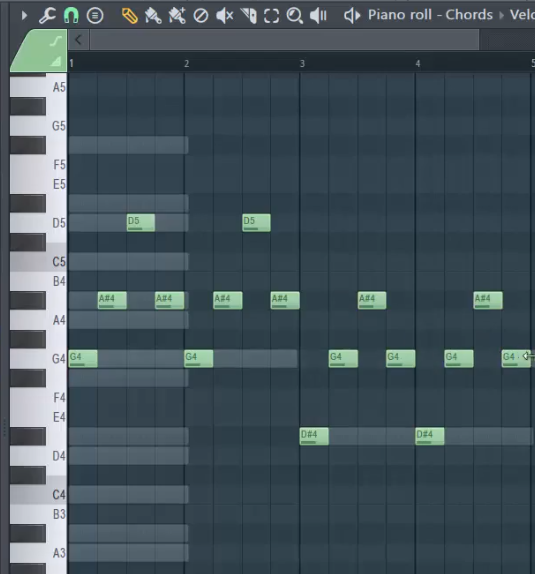 Piano roll - Chords › Velo
1 2 3 4 5
A5
G5
F5
E5
D5 D5 D5
C5
B4
A#4 A#4 A#4 A#4 A#4 A#4
A4
G4 G4 G4 G4 G4 G4 G4
F4
E4
D#4 D#4
D4
C4
B3
A3